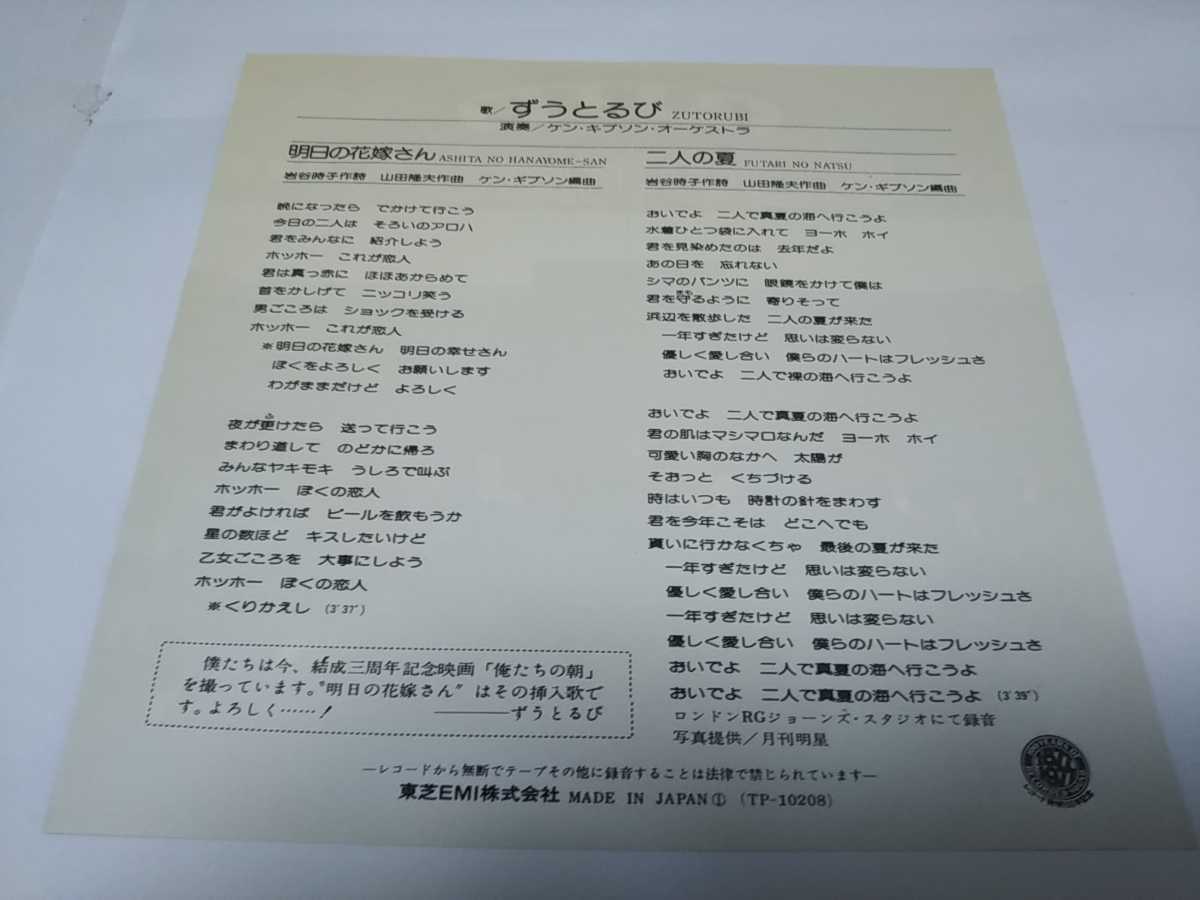 歌／ずうとるび ZUTORUBI
演奏／ケン・ギブソン・オーケストラ
明日の花嫁さん ASHITA NO HANAYOME-SAN
岩谷時子作詩 山田隆夫作曲 ケン・ギブソン編曲
晩になったら でかけて行こう
今日の二人は そろいのアロハ
君をみんなに 紹介しよう
ホッホー これが恋人
君は真っ赤に ほほあからめて
首をかしげて ニッコリ笑う
男ごころは ショックを受ける
ホッホー これが恋人
※明日の花嫁さん 明日の幸せさん
ぼくをよろしく お願いします
わがままだけど よろしく
夜が更けたら 送って行こう
まわり道して のどかに帰ろ
みんなヤキモキ うしろで叫ぶ
ホッホー ぼくの恋人
君がよければ ビールを飲もうか
星の数ほど キスしたいけど
乙女ごころを 大事にしよう
ホッホー ぼくの恋人
※くりかえし (3′37″)
僕たちは今、結成三周年記念映画「俺たちの朝」
を撮っています。〝明日の花嫁さん〟はその挿入歌で
す。よろしく……！ ────ずうとるび
二人の夏 FUTARI NO NATSU
岩谷時子作詩 山田隆夫作曲 ケン・ギブソン編曲
おいでよ 二人で真夏の海へ行こうよ
水着ひとつ袋に入れて ヨーホ ホイ
君を見染めたのは 去年だよ
あの日を 忘れない
シマのパンツに 眼鏡をかけて僕は
君を守るように 寄りそって
浜辺を散歩した 二人の夏が来た
一年すぎたけど 思いは変らない
優しく愛し合い 僕らのハートはフレッシュさ
おいでよ 二人で裸の海へ行こうよ
おいでよ 二人で真夏の海へ行こうよ
君の肌はマシマロなんだ ヨーホ ホイ
可愛い胸のなかへ 太陽が
そおっと くちづける
時はいつも 時計の針をまわす
君を今年こそは どこへでも
貰いに行かなくちゃ 最後の夏が来た
一年すぎたけど 思いは変らない
優しく愛し合い 僕らのハートはフレッシュさ
一年すぎたけど 思いは変らない
優しく愛し合い 僕らのハートはフレッシュさ
おいでよ 二人で真夏の海へ行こうよ
おいでよ 二人で真夏の海へ行こうよ (3′39″)
ロンドンRGジョーンズ・スタジオにて録音
写真提供／月刊明星
―レコードから無断でテープその他に録音することは法律で禁じられています―
東芝EMI株式会社 MADE IN JAPAN① (TP-10208)